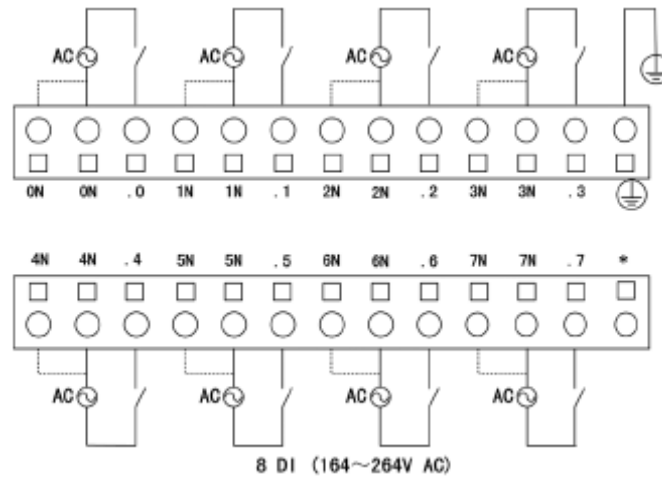 AC AC AC AC
0N 0N .0 1N 1N .1 2N 2N .2 3N 3N .3
4N 4N .4 5N 5N .5 6N 6N .6 7N 7N .7 *
AC AC AC AC
8 DI (164~264V AC)